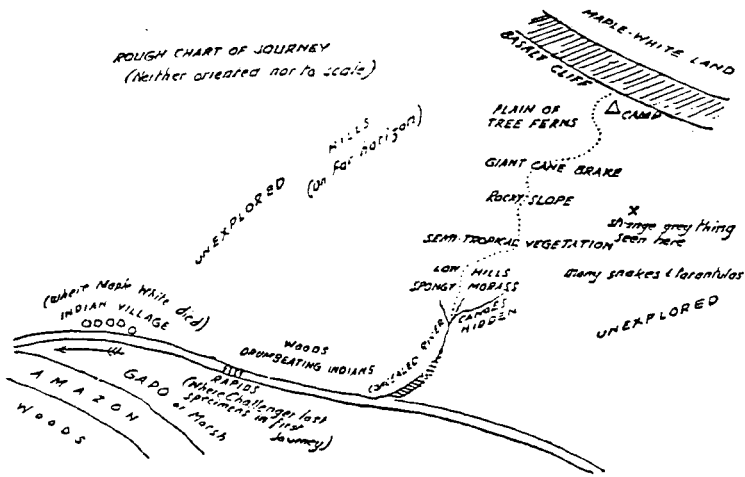 ROUGH CHART OF JOURNEY
(Neither oriented nor to scale)
MAPLE-WHITE LAND
BASALT CLIFF
CAMP
PLAIN OF
TREE FERNS
HILLS
(on far horizon)
UNEXPLORED
GIANT CANE BRAKE
ROCKY SLOPE
X
strange grey thing
seen here
SEMI-TROPICAL VEGETATION
many snakes & tarantulas
LOW HILLS
SPONGY MORASS
UNEXPLORED
CANOES
HIDDEN
CONCEALED RIVER
(Where Maple White died)
INDIAN VILLAGE
WOODS
DRUMBEATING INDIANS
RAPIDS
(Where Challenger lost
specimens in first
Journey)
GAPO
or Marsh
AMAZON
WOODS